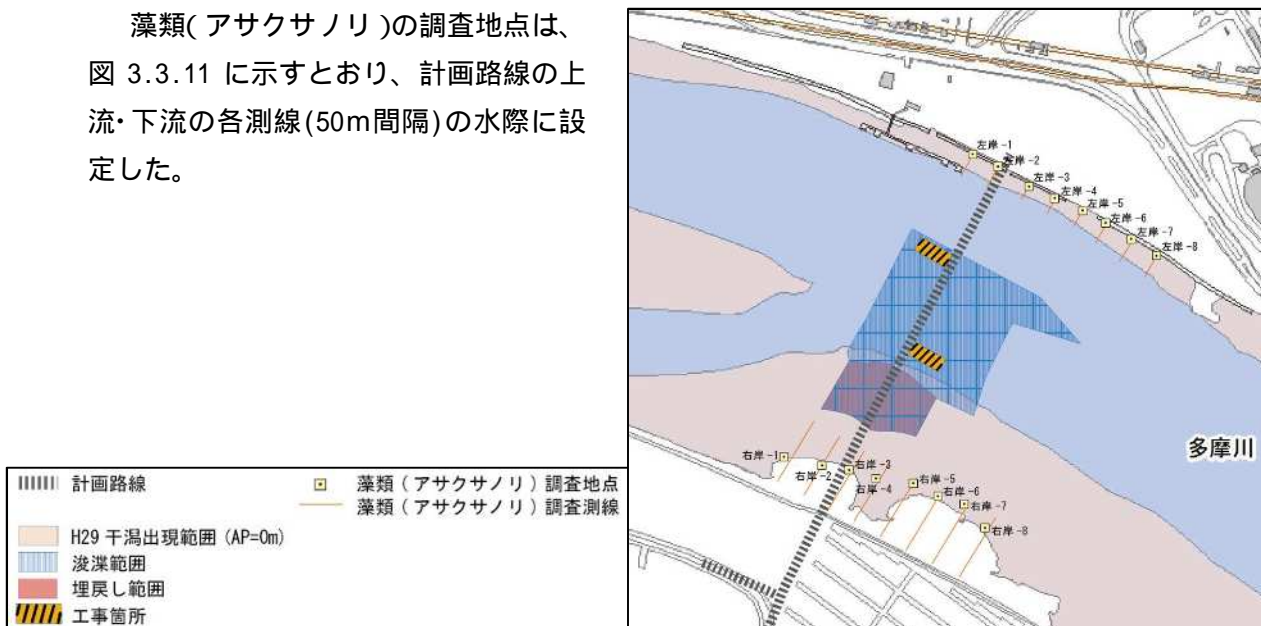 藻類(アサクサノリ)の調査地点は、
図 3.3.11 に示すとおり、計画路線の上
流・下流の各測線(50m間隔)の水際に設
定した。
左岸-1
左岸-2
左岸-3
左岸-4
左岸-5
左岸-6
左岸-7
左岸-8
多摩川
右岸-1
右岸-2
右岸-3
右岸-4
右岸-5
右岸-6
右岸-7
右岸-8
計画路線
藻類(アサクサノリ)調査地点
藻類(アサクサノリ)調査測線
H29 干潟出現範囲 (AP=0m)
浚渫範囲
埋戻し範囲
工事箇所